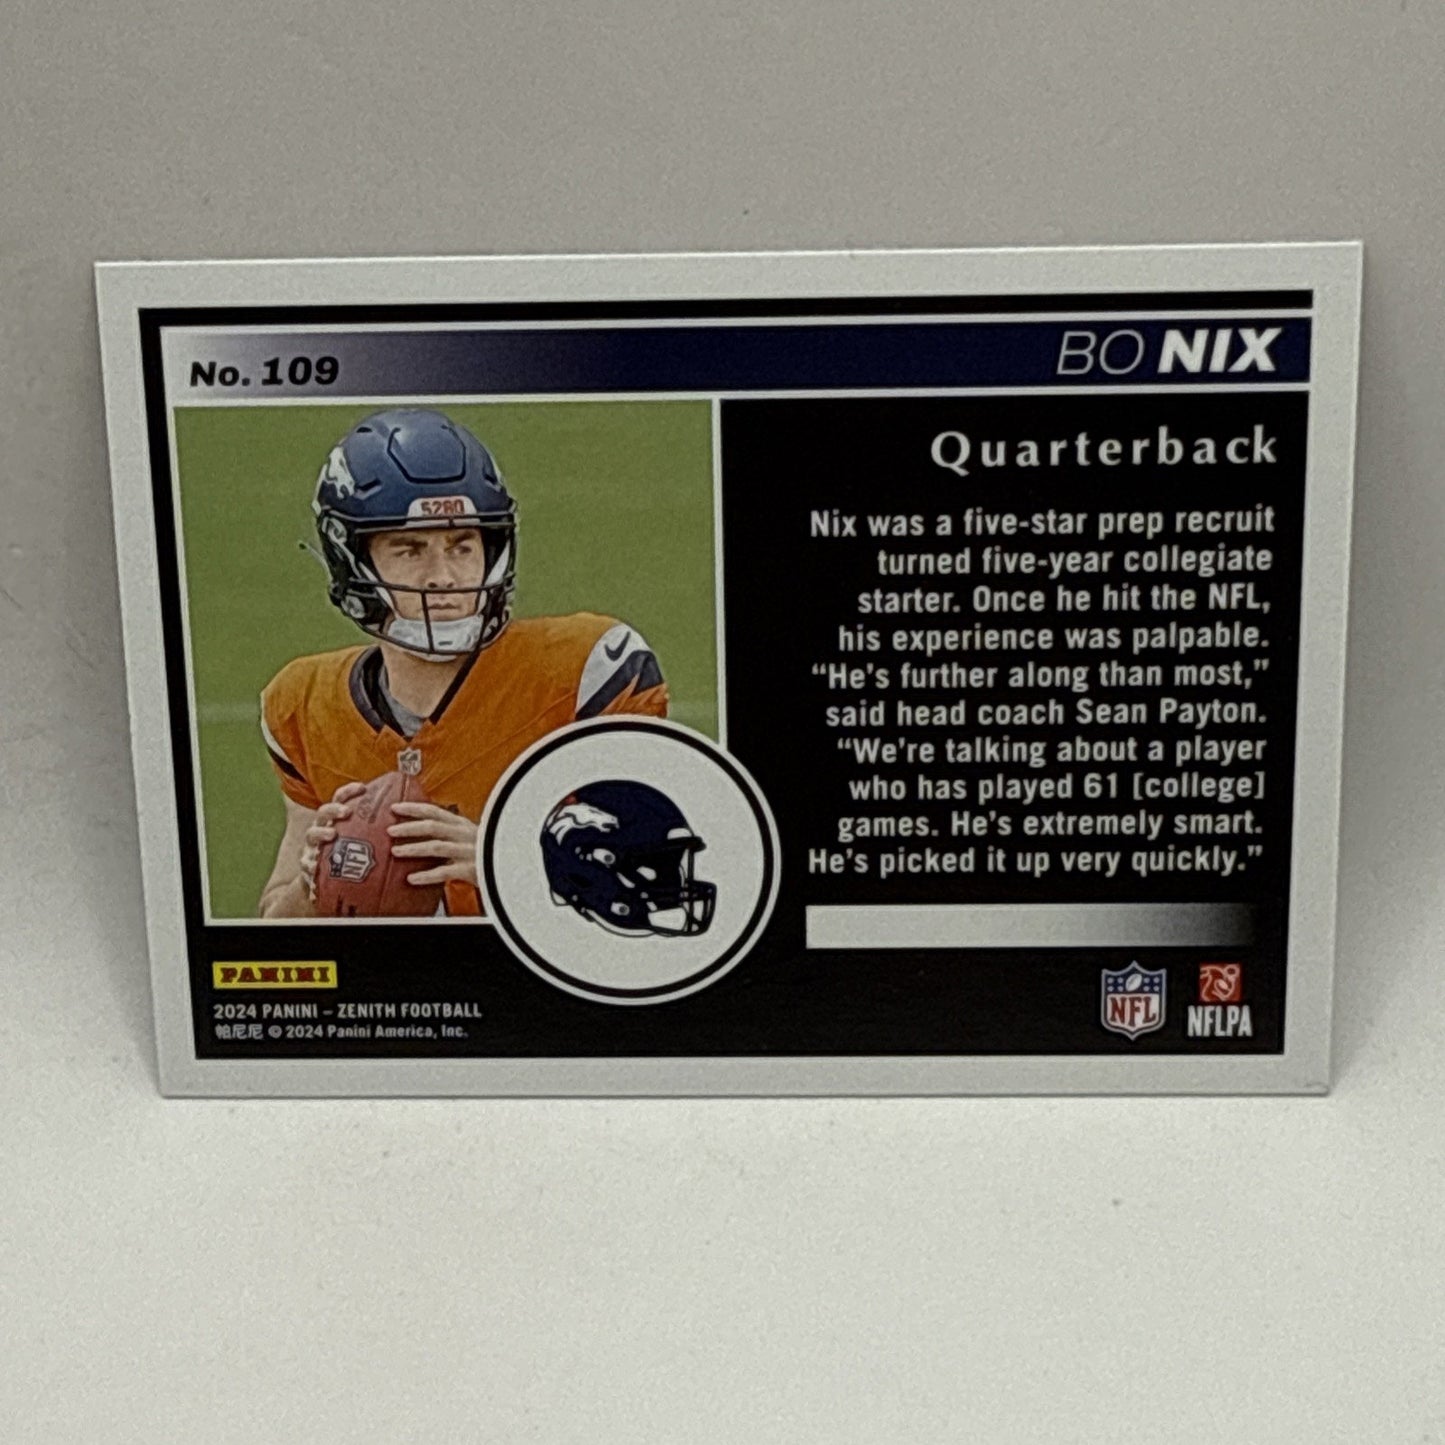 No. 109
BO NIX
5280
Quarterback
Nix was a five-star prep recruit
turned five-year collegiate
starter. Once he hit the NFL,
his experience was palpable.
“He’s further along than most,”
said head coach Sean Payton.
“We’re talking about a player
who has played 61 [college]
games. He’s extremely smart.
He’s picked it up very quickly.”
NFL
PANINI
2024 PANINI – ZENITH FOOTBALL
帕尼尼 © 2024 Panini America, Inc.
NFL
NFLPA